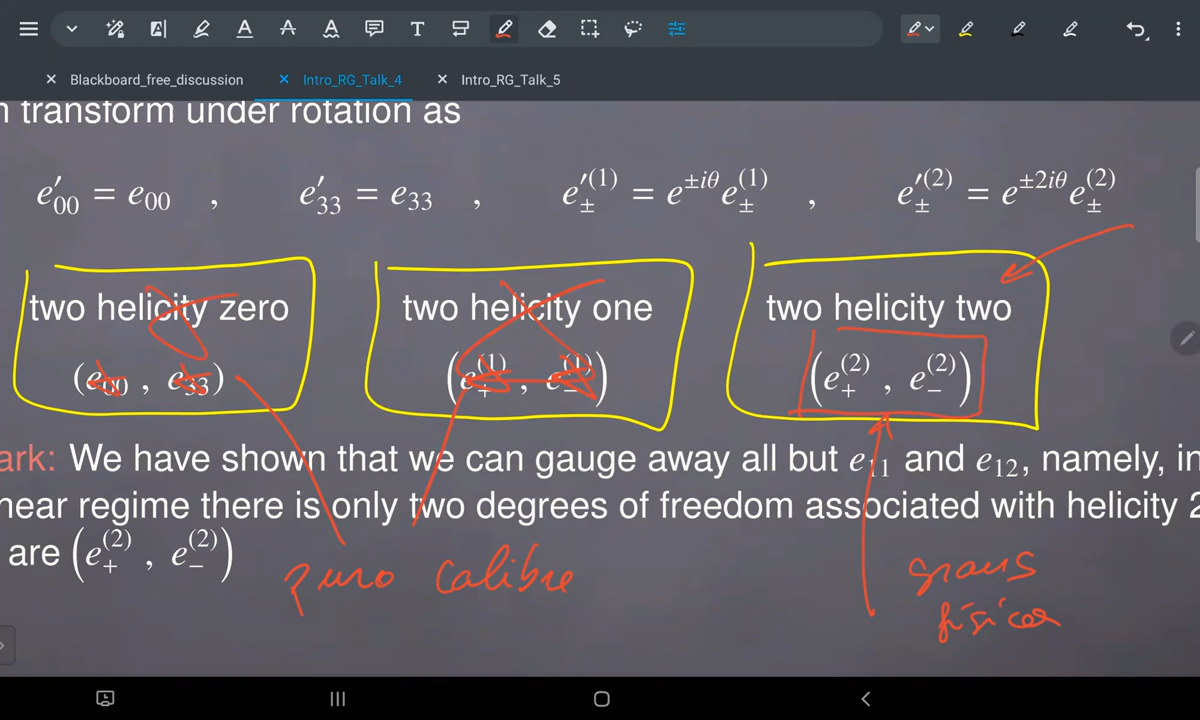 Blackboard_free_discussion Intro_RG_Talk_4 Intro_RG_Talk_5
n transform under rotation as
e′₀₀ = e₀₀ , e′₃₃ = e₃₃ , e′±⁽¹⁾ = e^{±iθ} e±⁽¹⁾ , e′±⁽²⁾ = e^{±2iθ} e±⁽²⁾
two helicity zero two helicity one two helicity two
(e₀₀ , e₃₃) (e₊⁽¹⁾ , e₋⁽¹⁾) (e₊⁽²⁾ , e₋⁽²⁾)
ark: We have shown that we can gauge away all but e₁₁ and e₁₂, namely, in
near regime there is only two degrees of freedom associated with helicity 2
are (e₊⁽²⁾ , e₋⁽²⁾)
puro calibre
graus
físicos